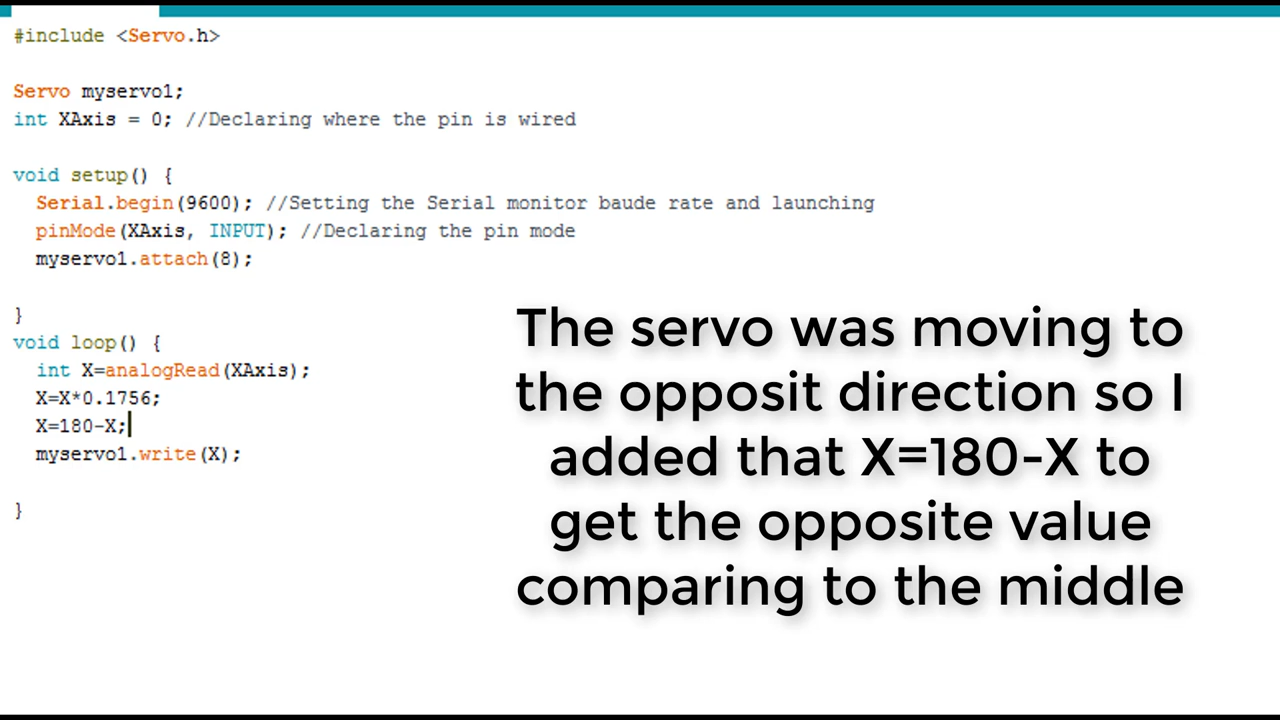 #include <Servo.h>
Servo myservo1;
int XAxis = 0; //Declaring where the pin is wired
void setup() {
Serial.begin(9600); //Setting the Serial monitor baude rate and launching
pinMode(XAxis, INPUT); //Declaring the pin mode
myservo1.attach(8);
}
void loop() {
int X=analogRead(XAxis);
X=X*0.1756;
X=180-X;
myservo1.write(X);
}
The servo was moving to
the opposit direction so I
added that X=180-X to
get the opposite value
comparing to the middle